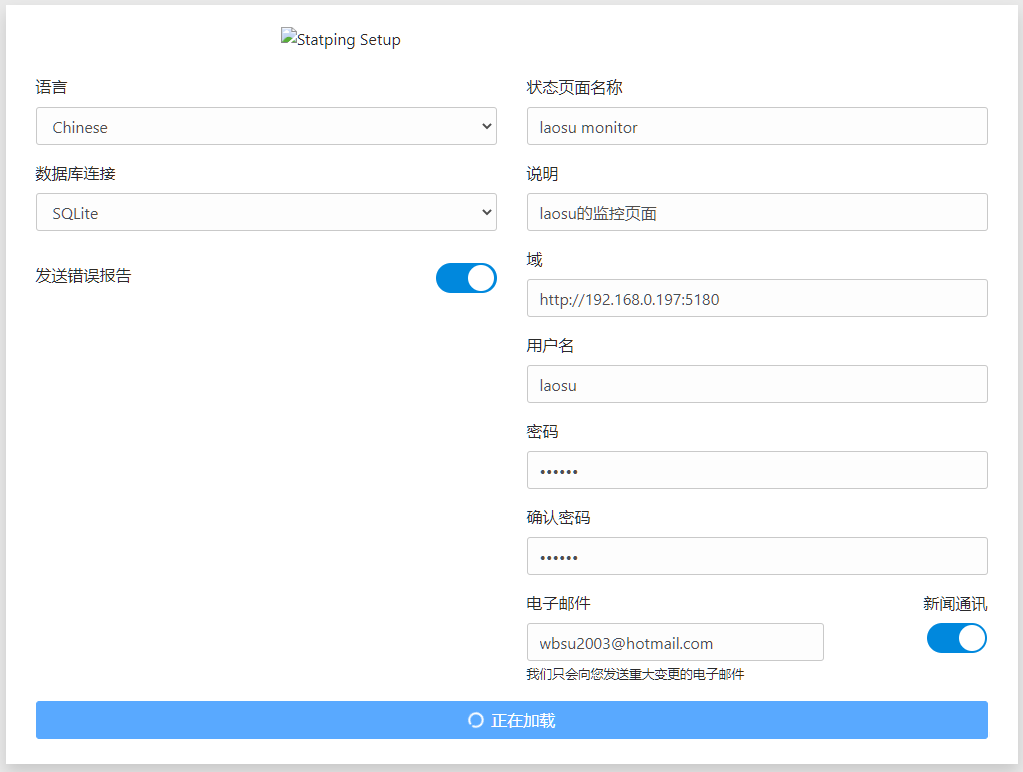 Statping Setup
语言
Chinese
数据库连接
SQLite
发送错误报告
状态页面名称
laosu monitor
说明
laosu的监控页面
域
http://192.168.0.197:5180
用户名
laosu
密码
••••••
确认密码
••••••
电子邮件
新闻通讯
wbsu2003@hotmail.com
我们只会向您发送重大变更的电子邮件
正在加载